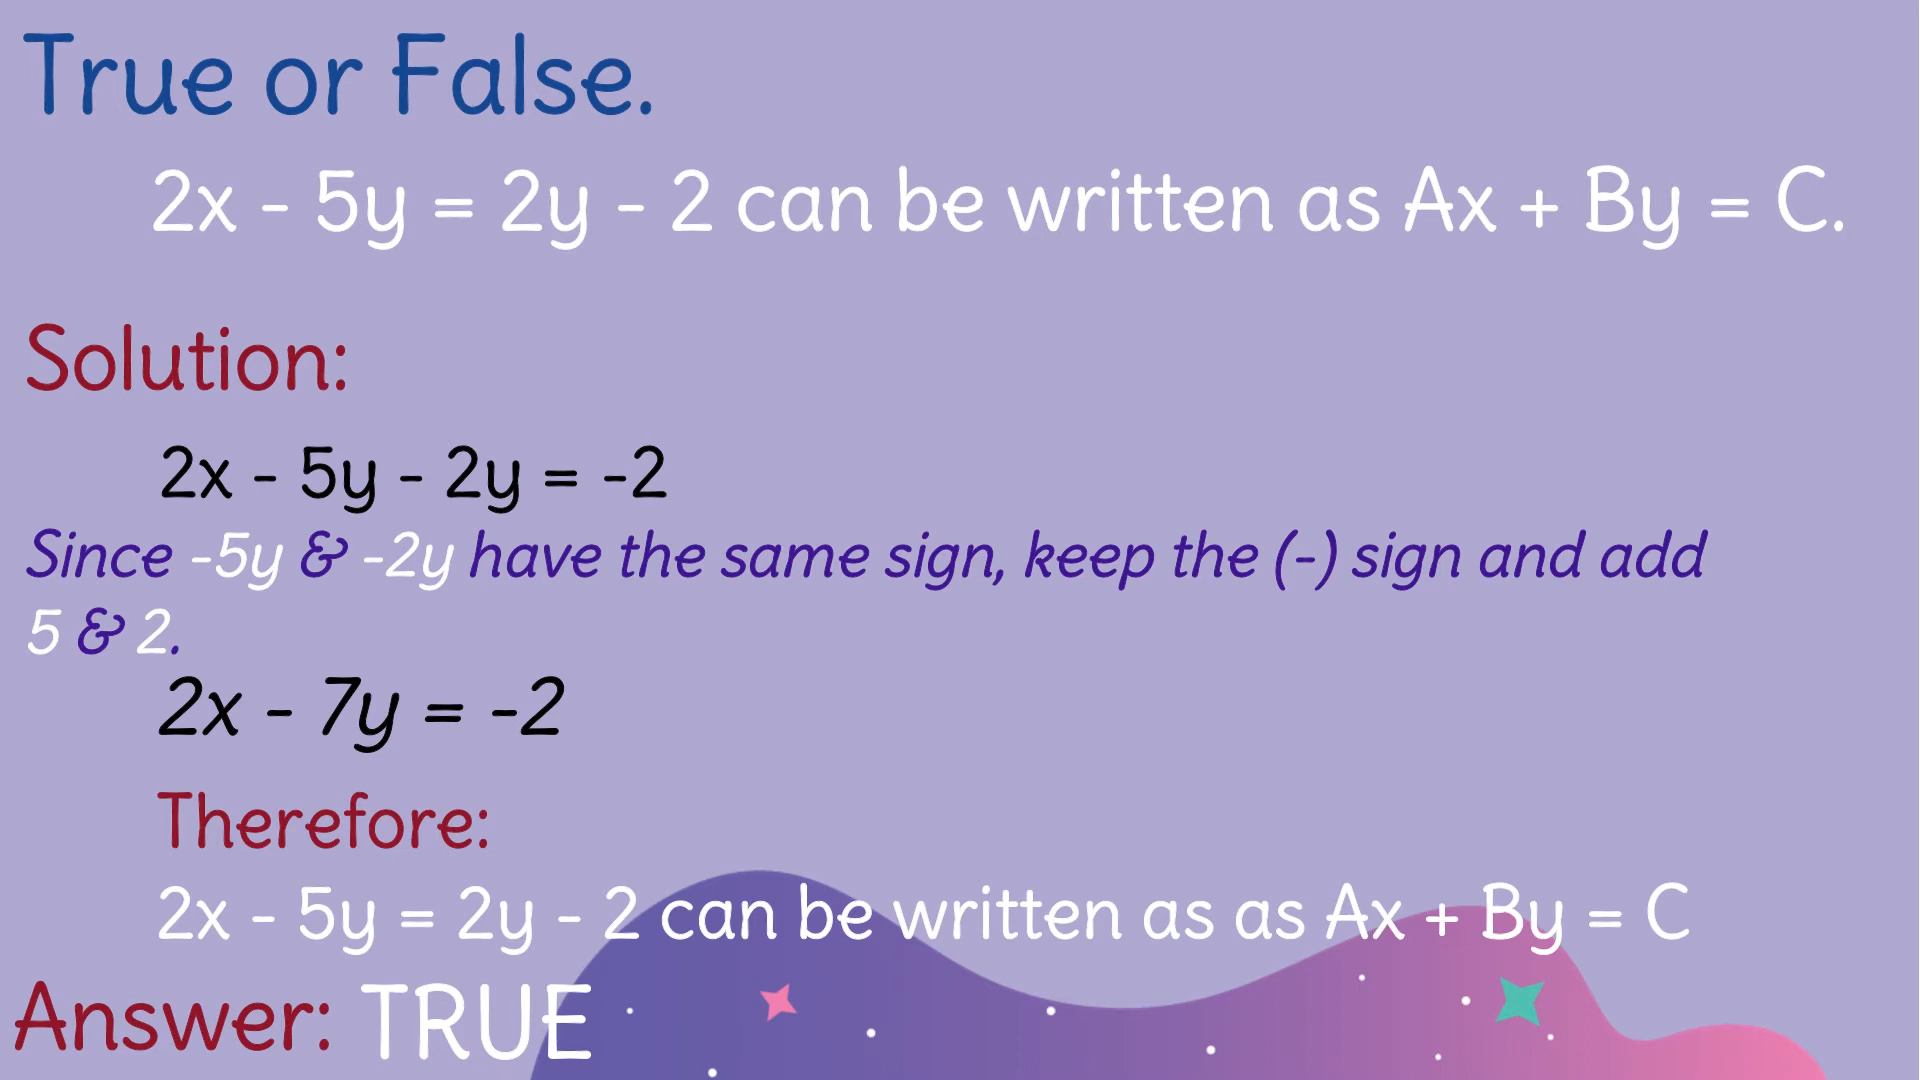 True or False.
2x - 5y = 2y - 2 can be written as Ax + By = C.
Solution:
2x - 5y - 2y = -2
Since -5y & -2y have the same sign, keep the (-) sign and add
5 & 2.
2x - 7y = -2
Therefore:
2x - 5y = 2y - 2 can be written as as Ax + By = C
Answer: TRUE